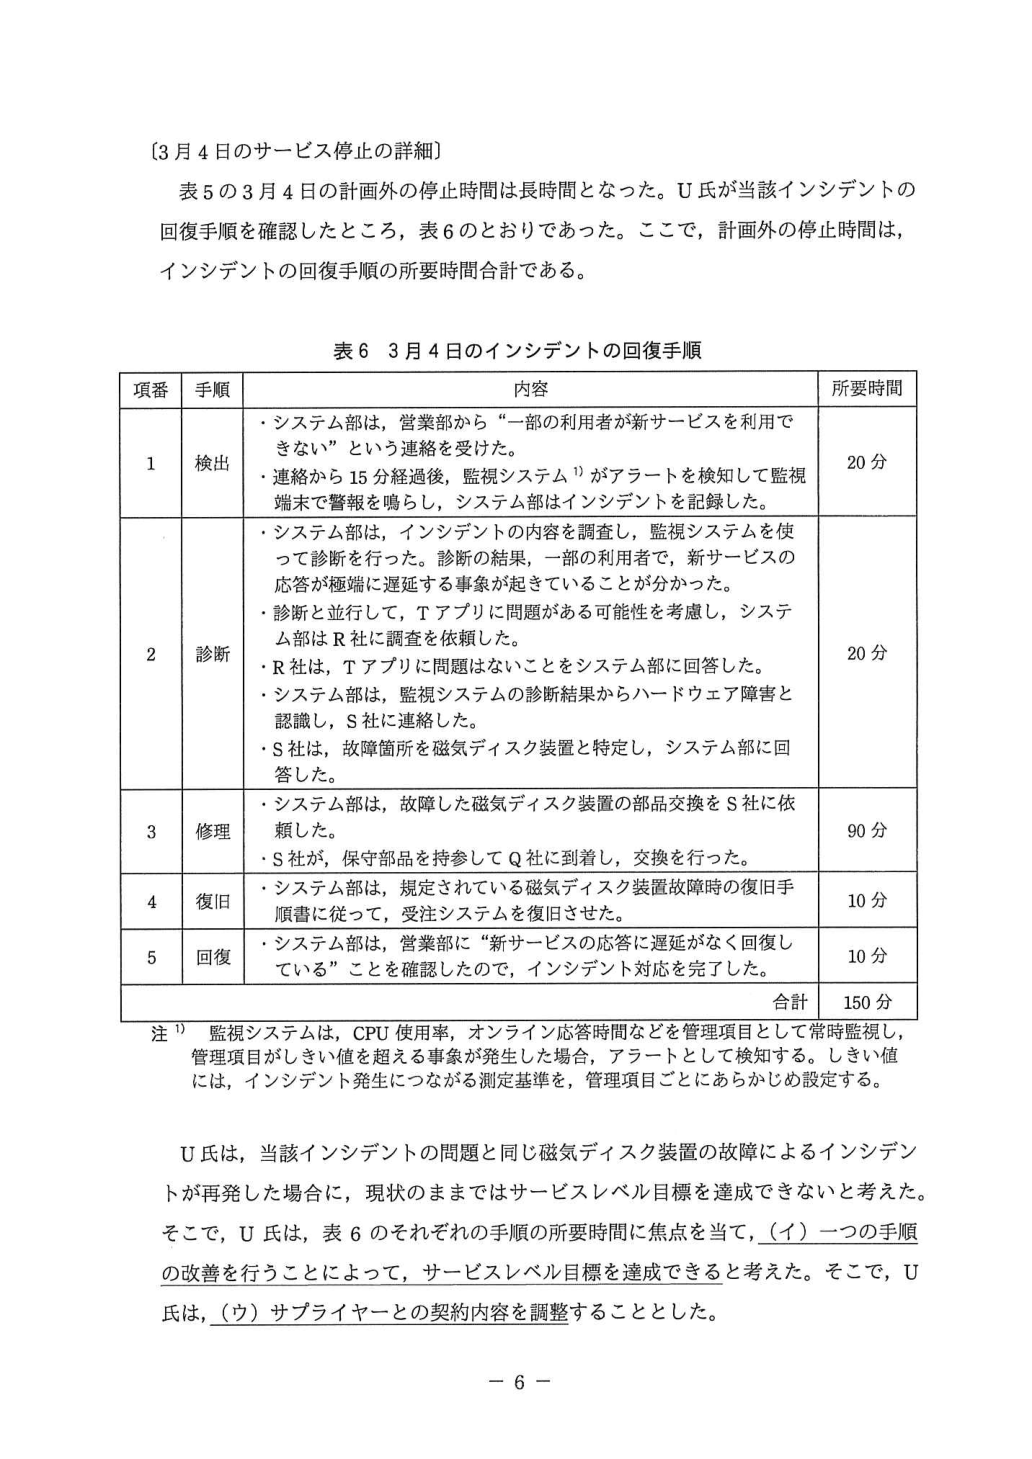 〔3月4日のサービス停止の詳細〕
表5の3月4日の計画外の停止時間は長時間となった。U氏が当該インシデントの
回復手順を確認したところ，表6のとおりであった。ここで，計画外の停止時間は，
インシデントの回復手順の所要時間合計である。
表6 3月4日のインシデントの回復手順
項番 手順 内容 所要時間
1 検出 20分
・システム部は，営業部から“一部の利用者が新サービスを利用で
きない”という連絡を受けた。
・連絡から15分経過後，監視システム1)がアラートを検知して監視
端末で警報を鳴らし，システム部はインシデントを記録した。
2 診断 20分
・システム部は，インシデントの内容を調査し，監視システムを使
って診断を行った。診断の結果，一部の利用者で，新サービスの
応答が極端に遅延する事象が起きていることが分かった。
・診断と並行して，Tアプリに問題がある可能性を考慮し，システ
ム部はR社に調査を依頼した。
・R社は，Tアプリに問題はないことをシステム部に回答した。
・システム部は，監視システムの診断結果からハードウェア障害と
認識し，S社に連絡した。
・S社は，故障箇所を磁気ディスク装置と特定し，システム部に回
答した。
3 修理 90分
・システム部は，故障した磁気ディスク装置の部品交換をS社に依
頼した。
・S社が，保守部品を持参してQ社に到着し，交換を行った。
4 復旧 10分
・システム部は，規定されている磁気ディスク装置故障時の復旧手
順書に従って，受注システムを復旧させた。
5 回復 10分
・システム部は，営業部に“新サービスの応答に遅延がなく回復し
ている”ことを確認したので，インシデント対応を完了した。
合計 150分
注1) 監視システムは，CPU使用率，オンライン応答時間などを管理項目として常時監視し，
管理項目がしきい値を超える事象が発生した場合，アラートとして検知する。しきい値
には，インシデント発生につながる測定基準を，管理項目ごとにあらかじめ設定する。
U氏は，当該インシデントの問題と同じ磁気ディスク装置の故障によるインシデン
トが再発した場合に，現状のままではサービスレベル目標を達成できないと考えた。
そこで，U氏は，表6のそれぞれの手順の所要時間に焦点を当て，（イ）一つの手順
の改善を行うことによって，サービスレベル目標を達成できると考えた。そこで，U
氏は，（ウ）サプライヤーとの契約内容を調整することとした。
－ 6 －